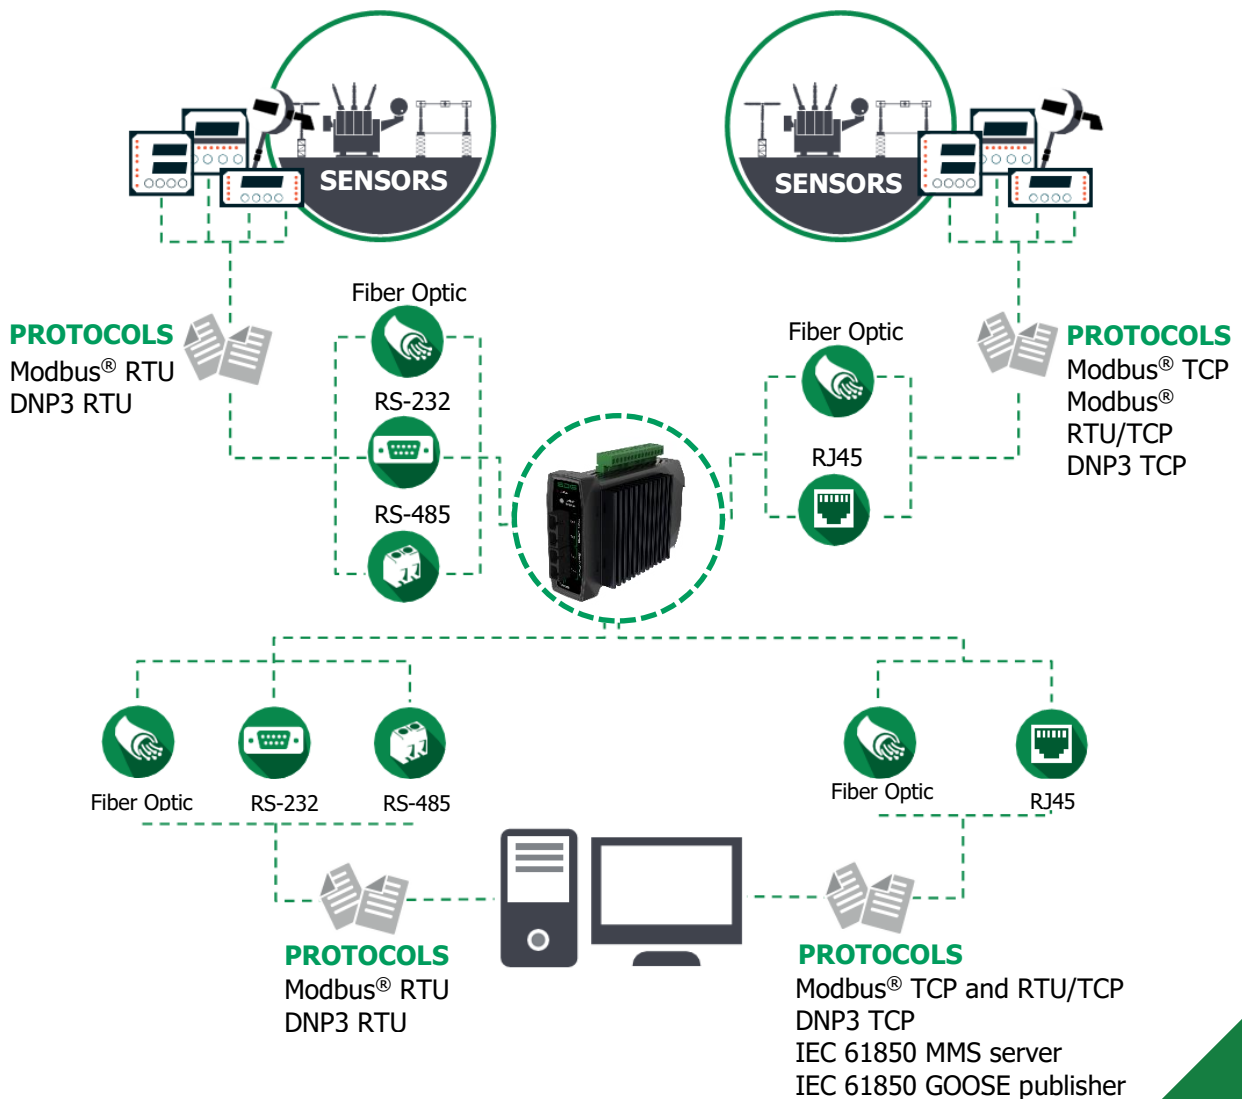 SENSORS
SENSORS
Fiber Optic
PROTOCOLS
Modbus® RTU
DNP3 RTU
RS-232
RS-485
Fiber Optic
RJ45
PROTOCOLS
Modbus® TCP
Modbus®
RTU/TCP
DNP3 TCP
Fiber Optic
RS-232
RS-485
Fiber Optic
RJ45
PROTOCOLS
Modbus® RTU
DNP3 RTU
PROTOCOLS
Modbus® TCP and RTU/TCP
DNP3 TCP
IEC 61850 MMS server
IEC 61850 GOOSE publisher